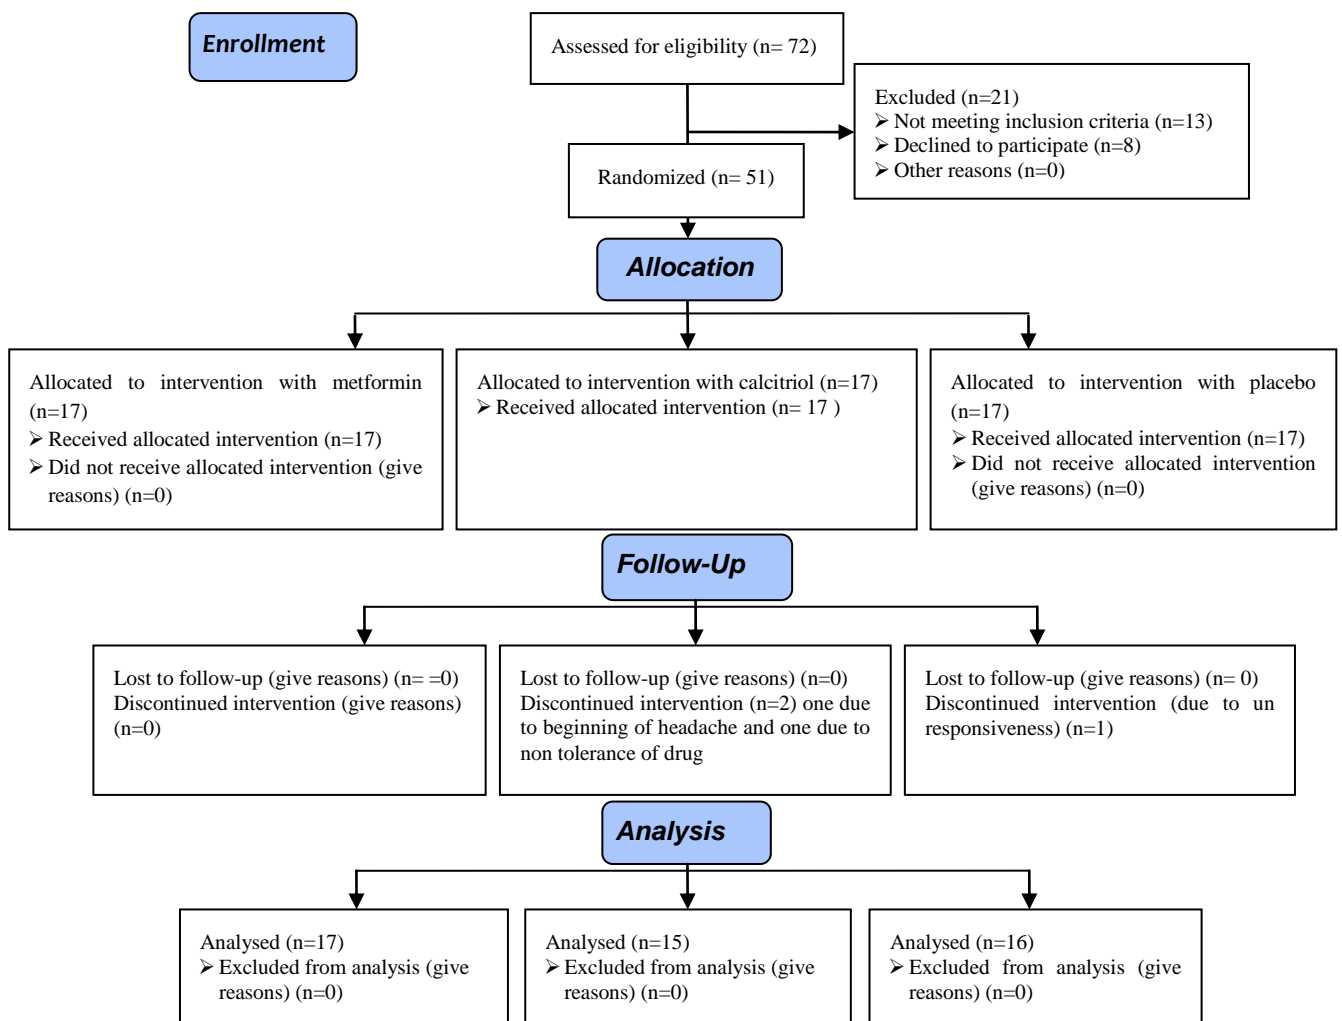 Enrollment
Assessed for eligibility (n= 72)
Excluded (n=21)
➢ Not meeting inclusion criteria (n=13)
➢ Declined to participate (n=8)
➢ Other reasons (n=0)
Randomized (n= 51)
Allocation
Allocated to intervention with metformin
(n=17)
➢ Received allocated intervention (n=17)
➢ Did not receive allocated intervention (give
reasons) (n=0)
Allocated to intervention with calcitriol (n=17)
➢ Received allocated intervention (n= 17 )
Allocated to intervention with placebo
(n=17)
➢ Received allocated intervention (n=17)
➢ Did not receive allocated intervention
(give reasons) (n=0)
Follow-Up
Lost to follow-up (give reasons) (n= =0)
Discontinued intervention (give reasons)
(n=0)
Lost to follow-up (give reasons) (n=0)
Discontinued intervention (n=2) one due
to beginning of headache and one due to
non tolerance of drug
Lost to follow-up (give reasons) (n= 0)
Discontinued intervention (due to un
responsiveness) (n=1)
Analysis
Analysed (n=17)
➢ Excluded from analysis (give
reasons) (n=0)
Analysed (n=15)
➢ Excluded from analysis (give
reasons) (n=0)
Analysed (n=16)
➢ Excluded from analysis (give
reasons) (n=0)